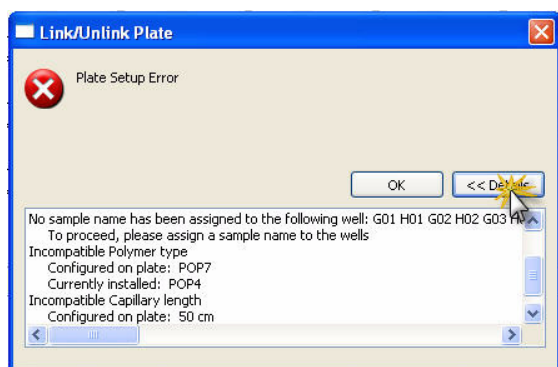 Link/Unlink Plate
Plate Setup Error
OK
<< Details
No sample name has been assigned to the following well: G01 H01 G02 H02 G03
To proceed, please assign a sample name to the wells
Incompatible Polymer type
Configured on plate: POP7
Currently installed: POP4
Incompatible Capillary length
Configured on plate: 50 cm